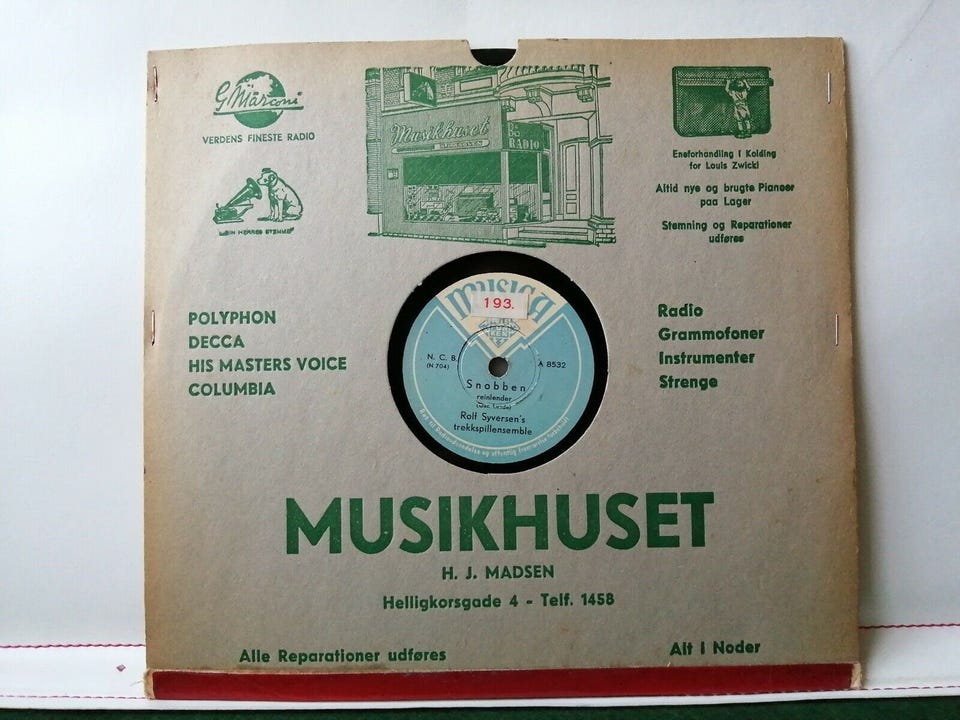 G Marconi
VERDENS FINESTE RADIO
Musikhuset
RADIO
Eneforhandling i Kolding
for Louis Zwicki
Altid nye og brugte Pianoer
paa Lager
Stemning og Reparationer
udføres
POLYPHON
DECCA
HIS MASTERS VOICE
COLUMBIA
Radio
Grammofoner
Instrumenter
Strenge
MUSICA
193.
N. C. B.
(N 704)
A 8532
Snobben
reinlender
Rolf Syversen's
trekkspillensemble
MUSIKHUSET
H. J. MADSEN
Helligkorsgade 4 - Telf. 1458
Alle Reparationer udføres
Alt i Noder